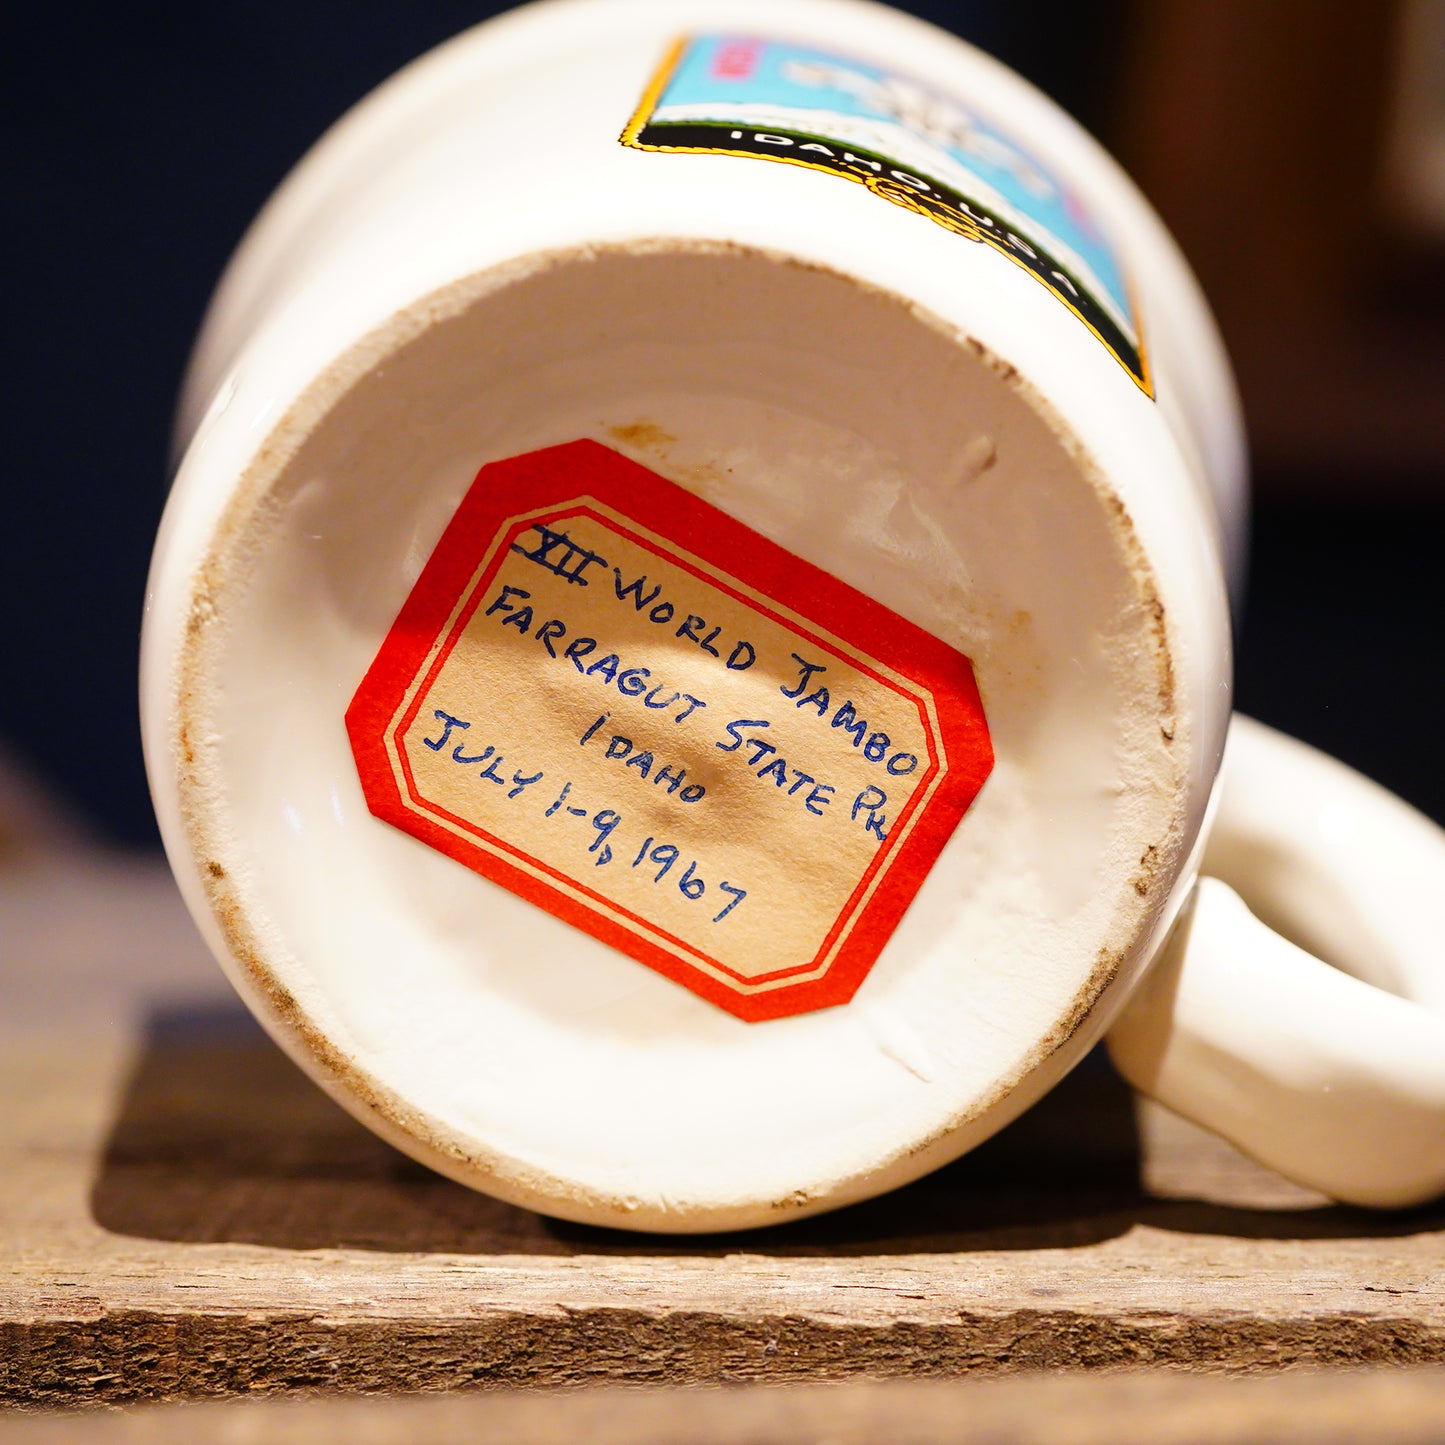 IDAHO, U.S.A.
XII WORLD JAMBO
FARRAGUT STATE PK
IDAHO
JULY 1-9, 1967